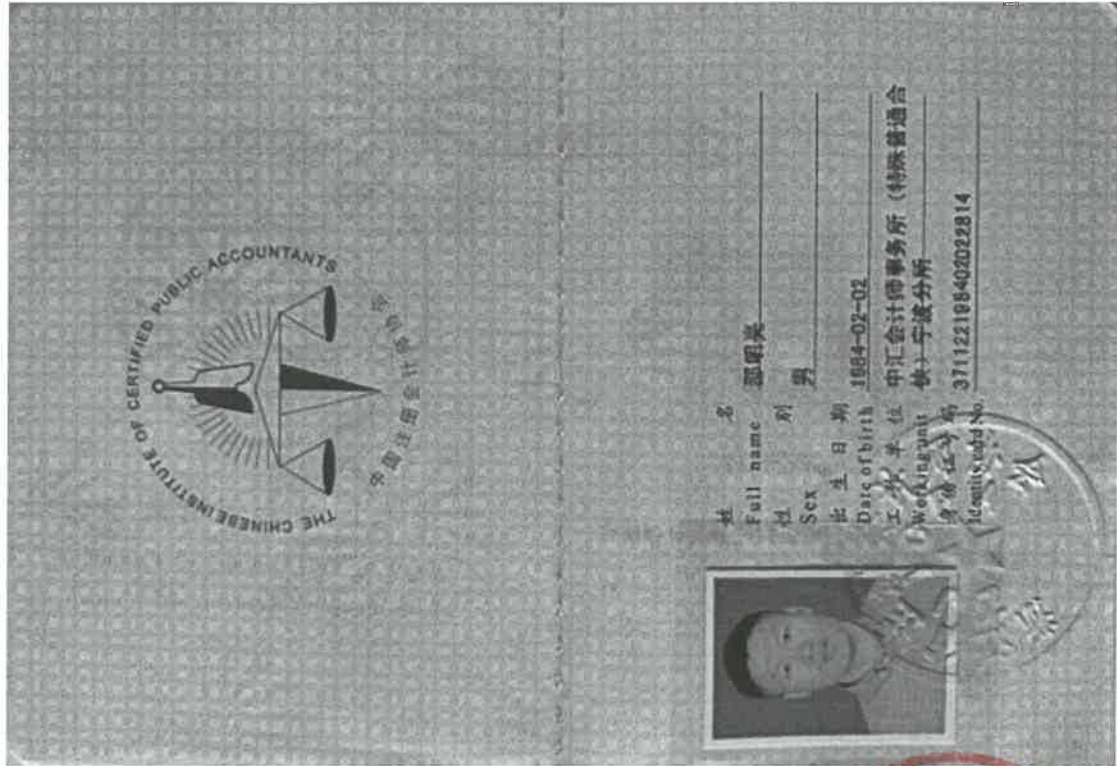 THE CHINESE INSTITUTE OF CERTIFIED PUBLIC ACCOUNTANTS
中国注册会计师协会
姓 名
Full name
邵明亮
性 别
Sex
男
出 生 日 期
Date of birth
1984-02-02
工 作 单 位
Working unit
中汇会计师事务所（特殊普通合
伙）宁波分所
身份证号码
Identity card No.
371122198402022814